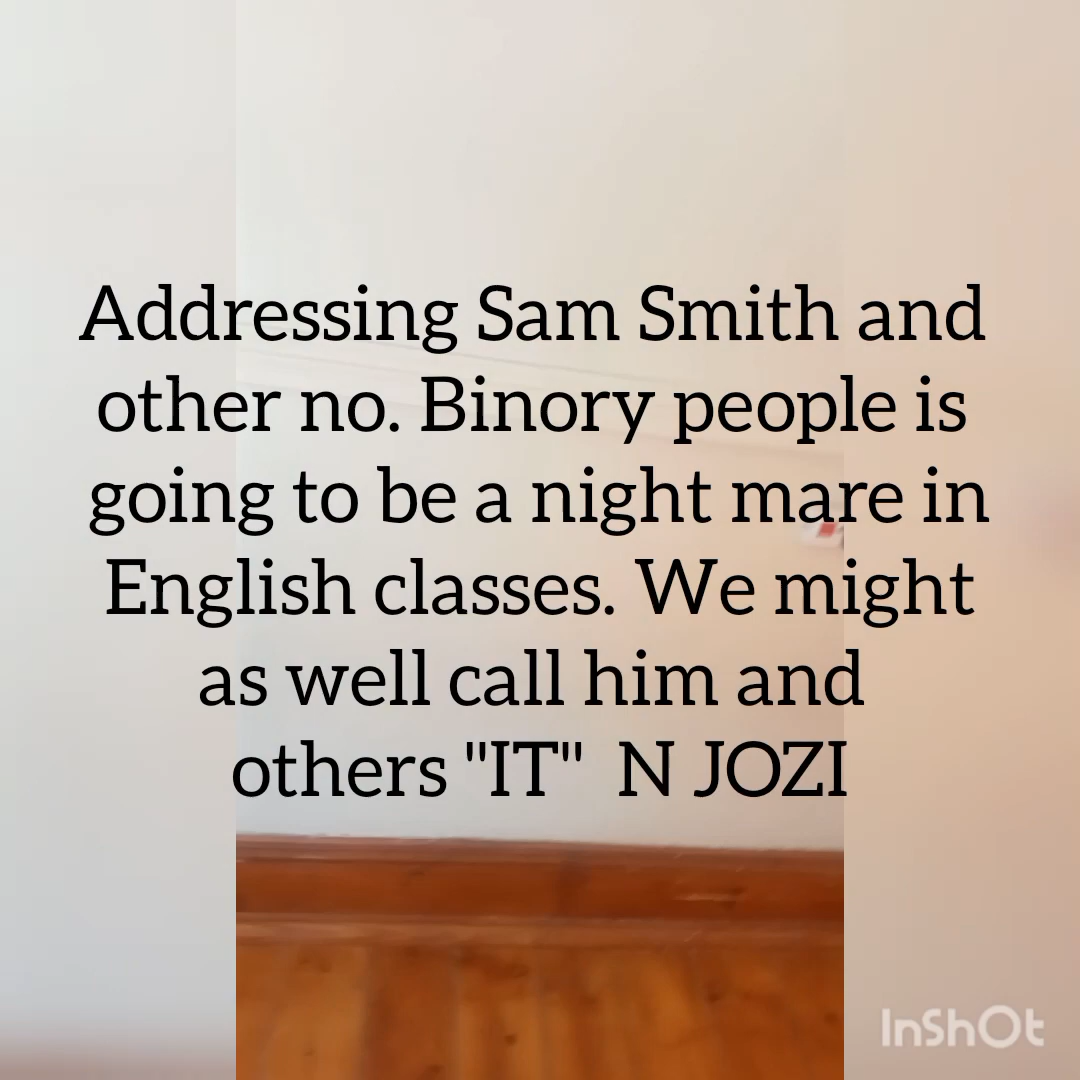 Addressing Sam Smith and
other no. Binory people is
going to be a night mare in
English classes. We might
as well call him and
others "IT"  N JOZI
InShOt